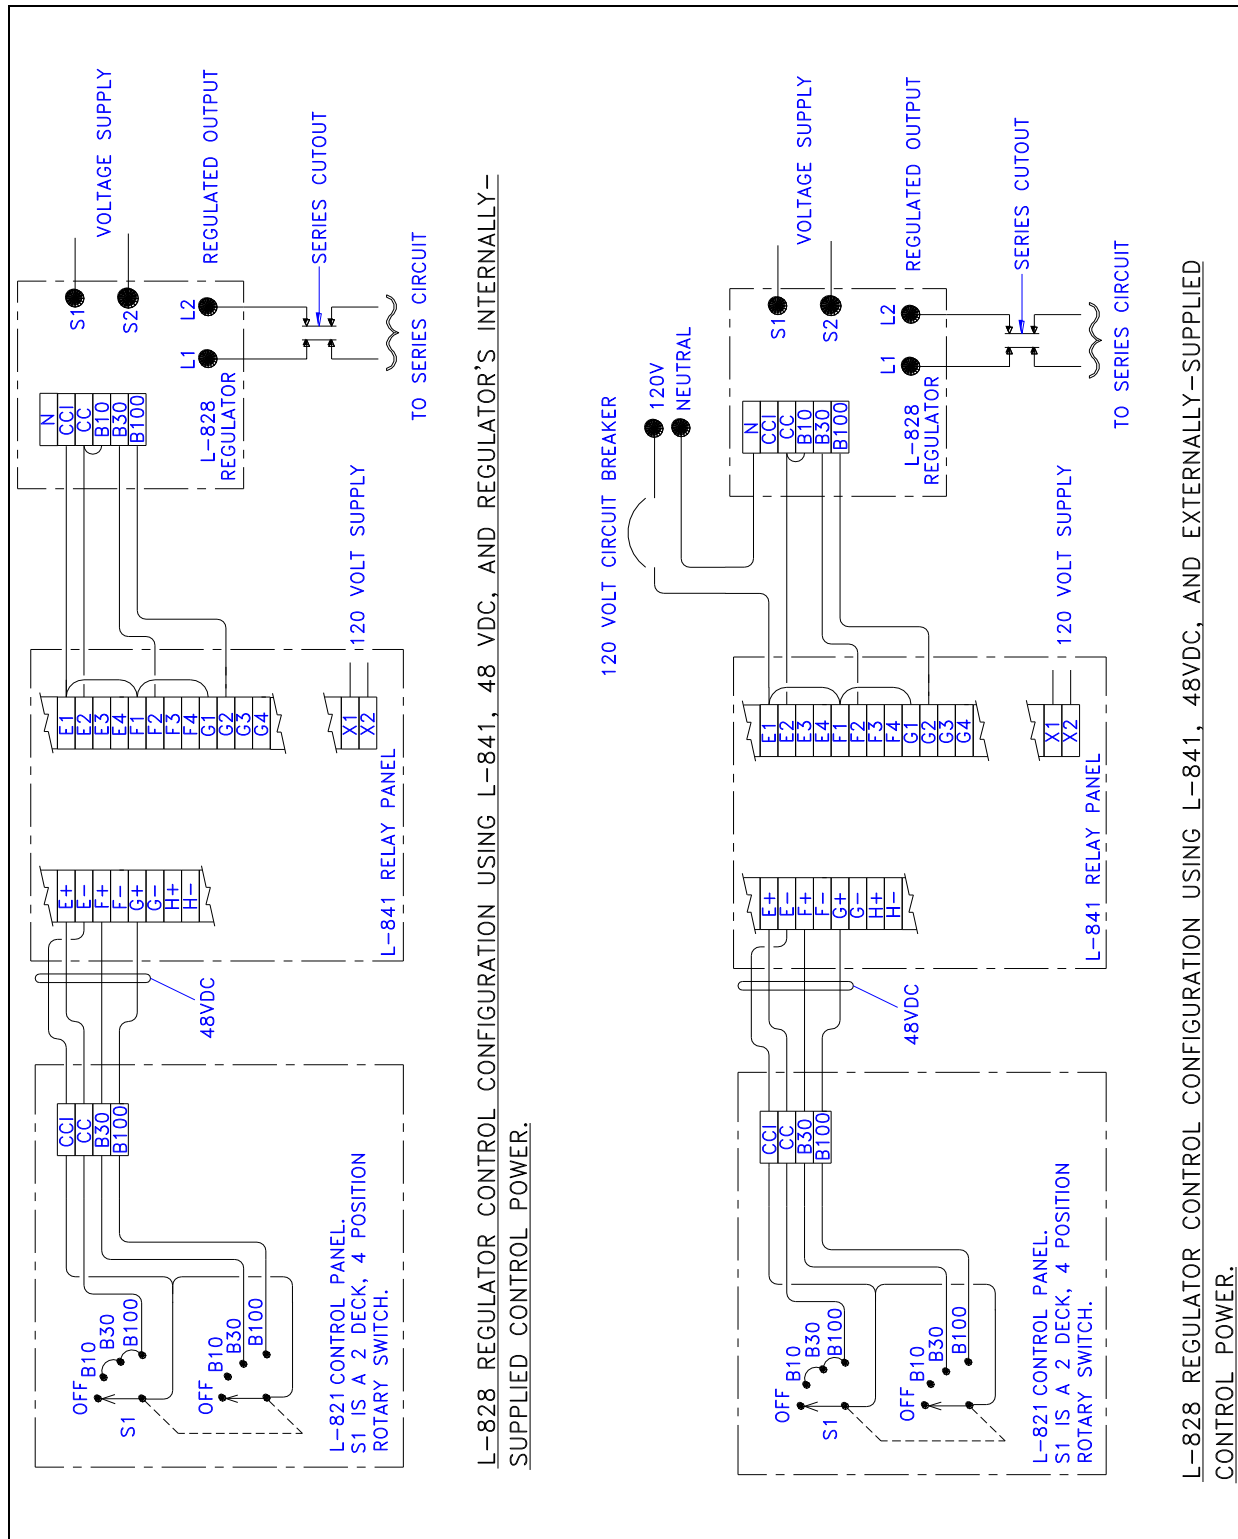 VOLTAGE SUPPLY
S1
S2
REGULATED OUTPUT
L1
L2
SERIES CUTOUT
TO SERIES CIRCUIT
N
CCI
CC
B10
B30
B100
L-828
REGULATOR
120 VOLT SUPPLY
E1
E2
E3
E4
F1
F2
F3
F4
G1
G2
G3
G4
X1
X2
L-841 RELAY PANEL
E+
E-
F+
F-
G+
G-
H+
H-
48VDC
CCI
CC
B30
B100
OFF
B10
B30
B100
S1
OFF
B10
B30
B100
L-821 CONTROL PANEL.
S1 IS A 2 DECK, 4 POSITION
ROTARY SWITCH.
L-828 REGULATOR CONTROL CONFIGURATION USING L-841, 48 VDC, AND REGULATOR'S INTERNALLY-
SUPPLIED CONTROL POWER.
VOLTAGE SUPPLY
S1
S2
REGULATED OUTPUT
L1
L2
SERIES CUTOUT
TO SERIES CIRCUIT
120 VOLT CIRCUIT BREAKER
120V
NEUTRAL
N
CCI
CC
B10
B30
B100
L-828
REGULATOR
120 VOLT SUPPLY
E1
E2
E3
E4
F1
F2
F3
F4
G1
G2
G3
G4
X1
X2
L-841 RELAY PANEL
E+
E-
F+
F-
G+
G-
H+
H-
48VDC
CCI
CC
B30
B100
OFF
B10
B30
B100
S1
OFF
B10
B30
B100
L-821 CONTROL PANEL.
S1 IS A 2 DECK, 4 POSITION
ROTARY SWITCH.
L-828 REGULATOR CONTROL CONFIGURATION USING L-841, 48VDC, AND EXTERNALLY-SUPPLIED
CONTROL POWER.